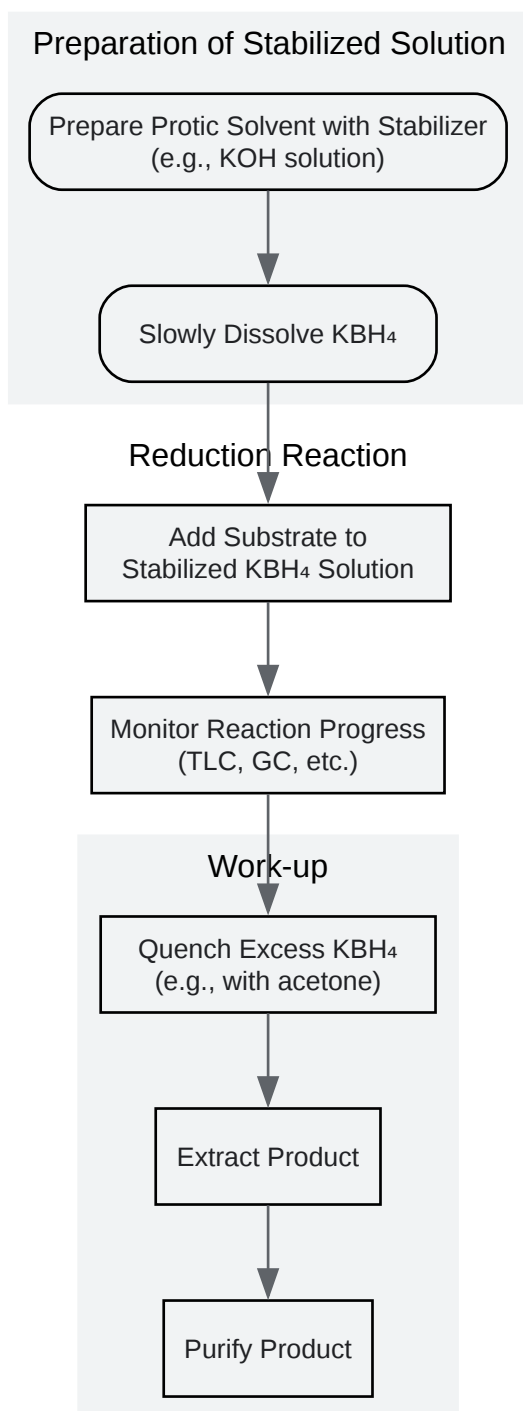 Preparation of Stabilized Solution
Prepare Protic Solvent with Stabilizer
(e.g., KOH solution)
Slowly Dissolve KBH₄
Reduction Reaction
Add Substrate to
Stabilized KBH₄ Solution
Monitor Reaction Progress
(TLC, GC, etc.)
Work-up
Quench Excess KBH₄
(e.g., with acetone)
Extract Product
Purify Product